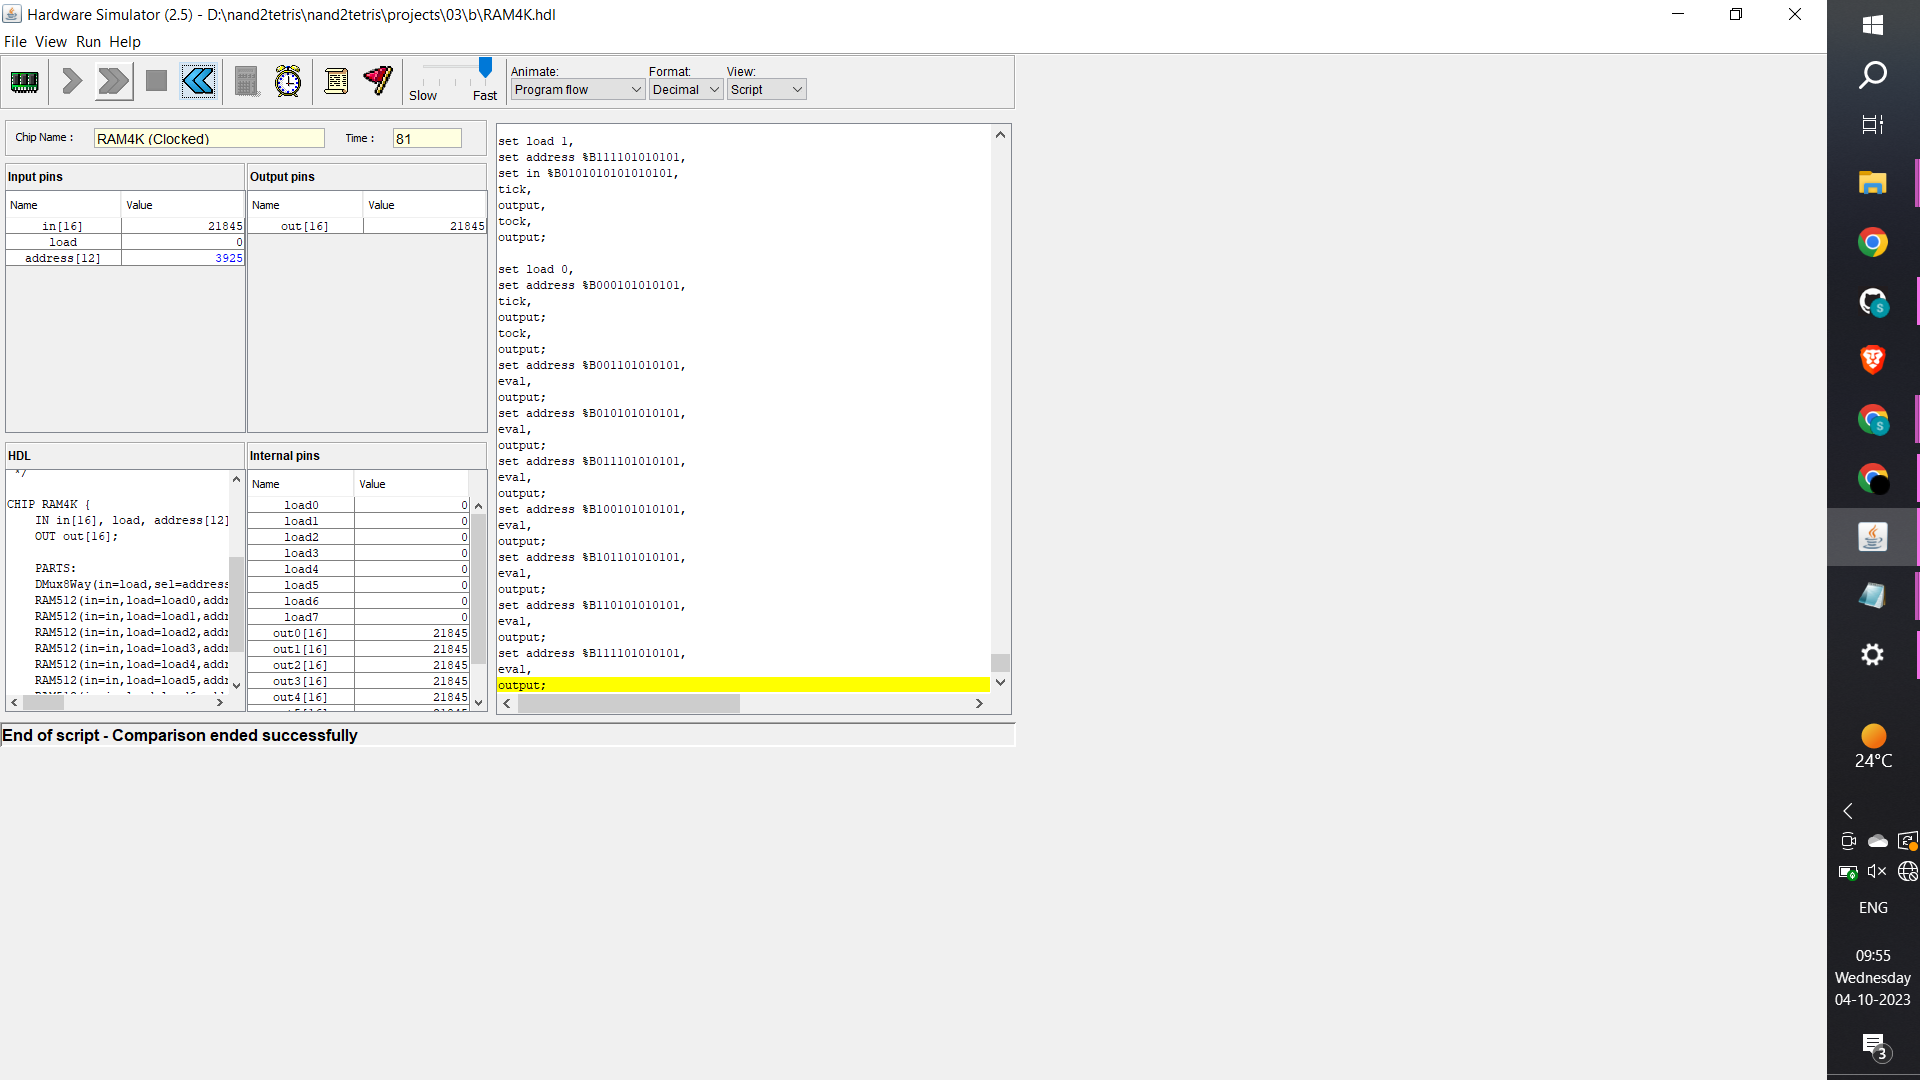 Hardware Simulator (2.5) - D:\nand2tetris\nand2tetris\projects\03\b\RAM4K.hdl
File View Run Help
Slow Fast
Animate:
Program flow
Format:
Decimal
View:
Script
Chip Name :
RAM4K (Clocked)
Time :
81
Input pins
Name Value
in[16] 21845
load 0
address[12] 3925
Output pins
Name Value
out[16] 21845
HDL
*/
CHIP RAM4K {
IN in[16], load, address[12]
OUT out[16];
PARTS:
DMux8Way(in=load,sel=address
RAM512(in=in,load=load0,addr
RAM512(in=in,load=load1,addr
RAM512(in=in,load=load2,addr
RAM512(in=in,load=load3,addr
RAM512(in=in,load=load4,addr
RAM512(in=in,load=load5,addr
Internal pins
Name Value
load0 0
load1 0
load2 0
load3 0
load4 0
load5 0
load6 0
load7 0
out0[16] 21845
out1[16] 21845
out2[16] 21845
out3[16] 21845
out4[16] 21845
set load 1,
set address %B111101010101,
set in %B0101010101010101,
tick,
output,
tock,
output;
set load 0,
set address %B000101010101,
tick,
output;
tock,
output;
set address %B001101010101,
eval,
output;
set address %B010101010101,
eval,
output;
set address %B011101010101,
eval,
output;
set address %B100101010101,
eval,
output;
set address %B101101010101,
eval,
output;
set address %B110101010101,
eval,
output;
set address %B111101010101,
eval,
output;
End of script - Comparison ended successfully
S
S
24°C
ENG
09:55
Wednesday
04-10-2023
3